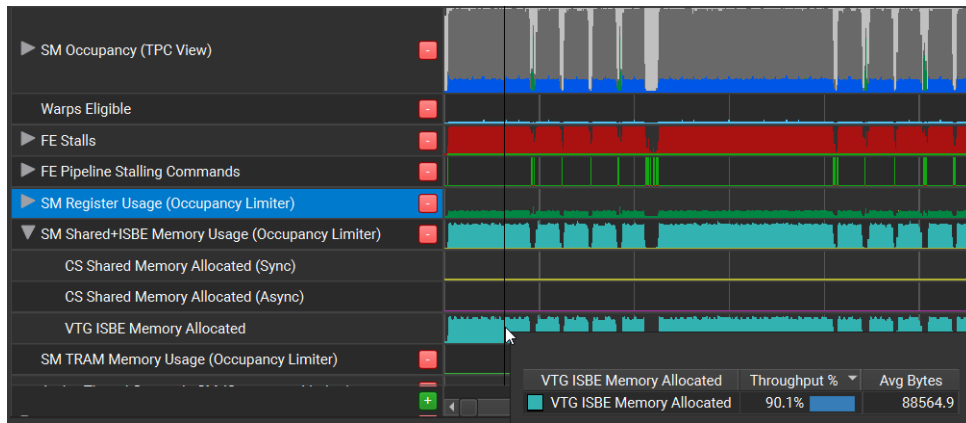 SM Occupancy (TPC View)
Warps Eligible
FE Stalls
FE Pipeline Stalling Commands
SM Register Usage (Occupancy Limiter)
SM Shared+ISBE Memory Usage (Occupancy Limiter)
CS Shared Memory Allocated (Sync)
CS Shared Memory Allocated (Async)
VTG ISBE Memory Allocated
SM TRAM Memory Usage (Occupancy Limiter)
VTG ISBE Memory Allocated Throughput % Avg Bytes
VTG ISBE Memory Allocated 90.1% 88564.9